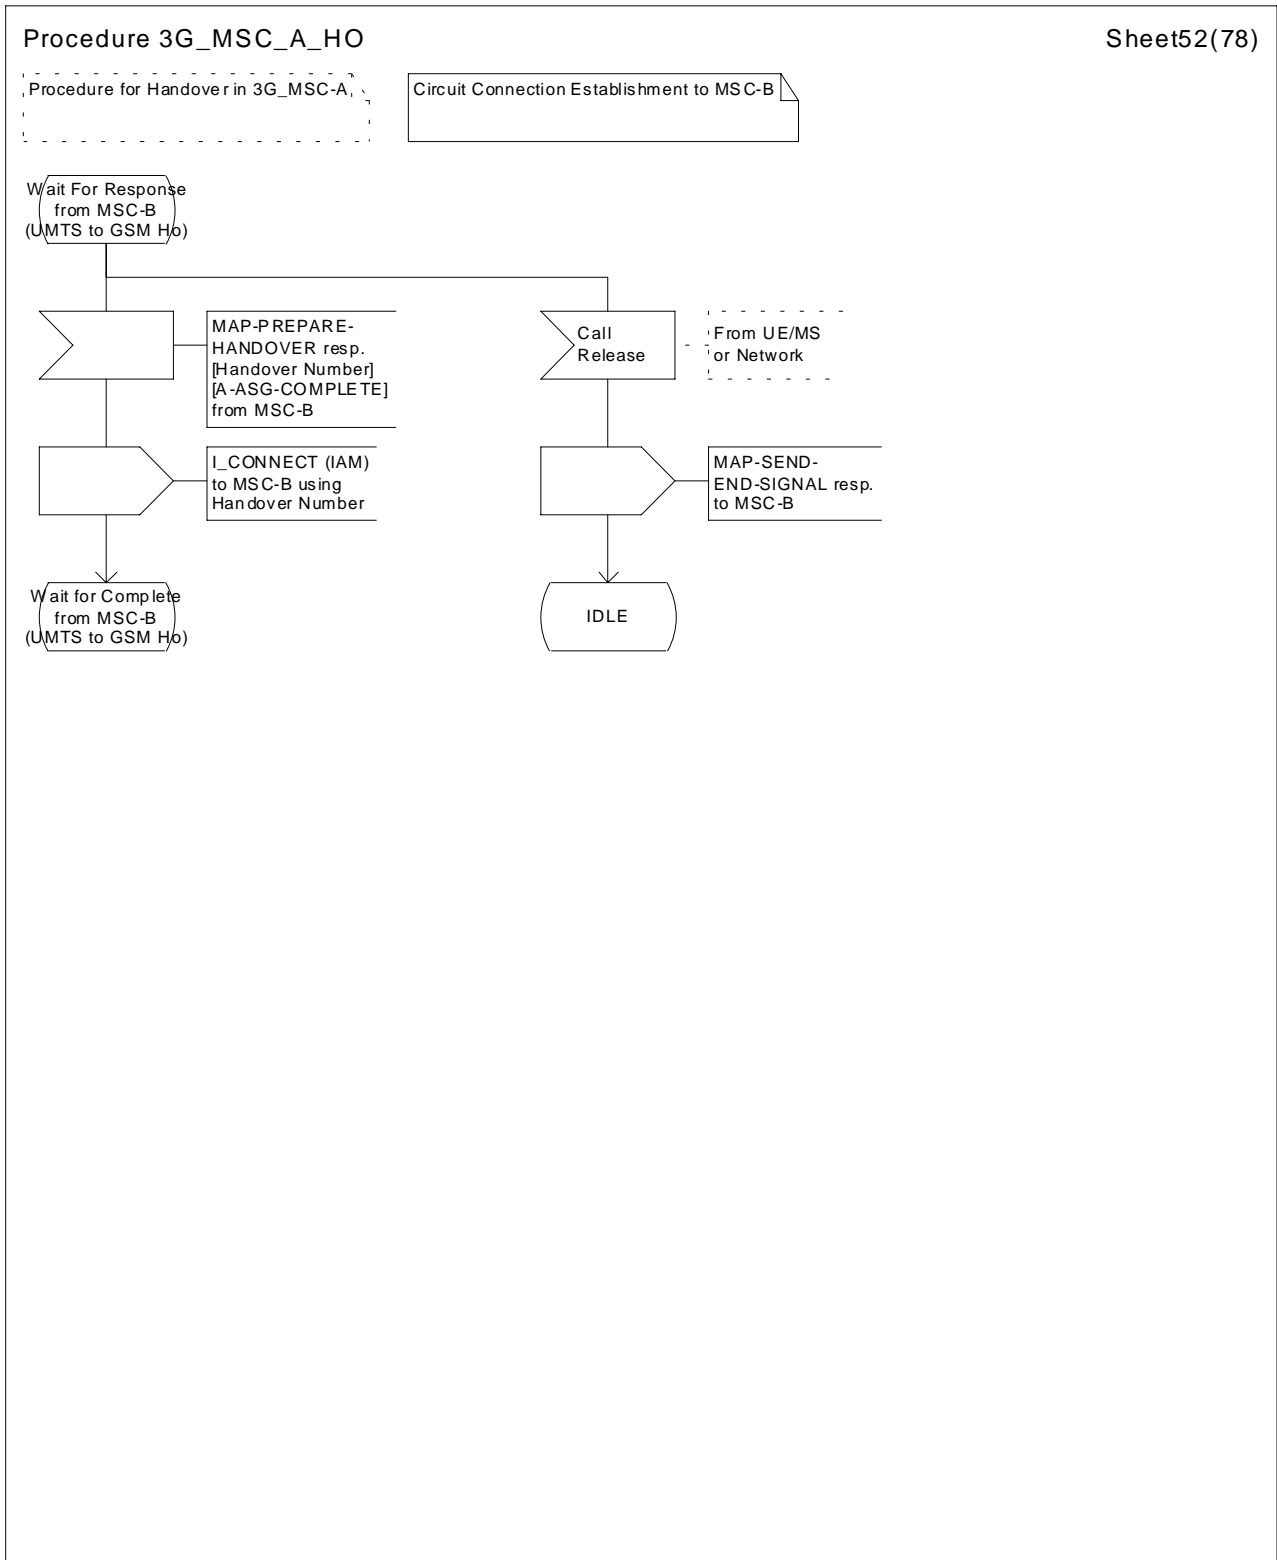 Procedure 3G_MSC_A_HO
Sheet52(78)
Procedure for Handover in 3G_MSC-A
Circuit Connection Establishment to MSC-B
Wait For Response
from MSC-B
(UMTS to GSM Ho)
MAP-PREPARE-
HANDOVER resp.
[Handover Number]
[A-ASG-COMPLETE]
from MSC-B
Call
Release
From UE/MS
or Network
I_CONNECT (IAM)
to MSC-B using
Handover Number
MAP-SEND-
END-SIGNAL resp.
to MSC-B
Wait for Complete
from MSC-B
(UMTS to GSM Ho)
IDLE